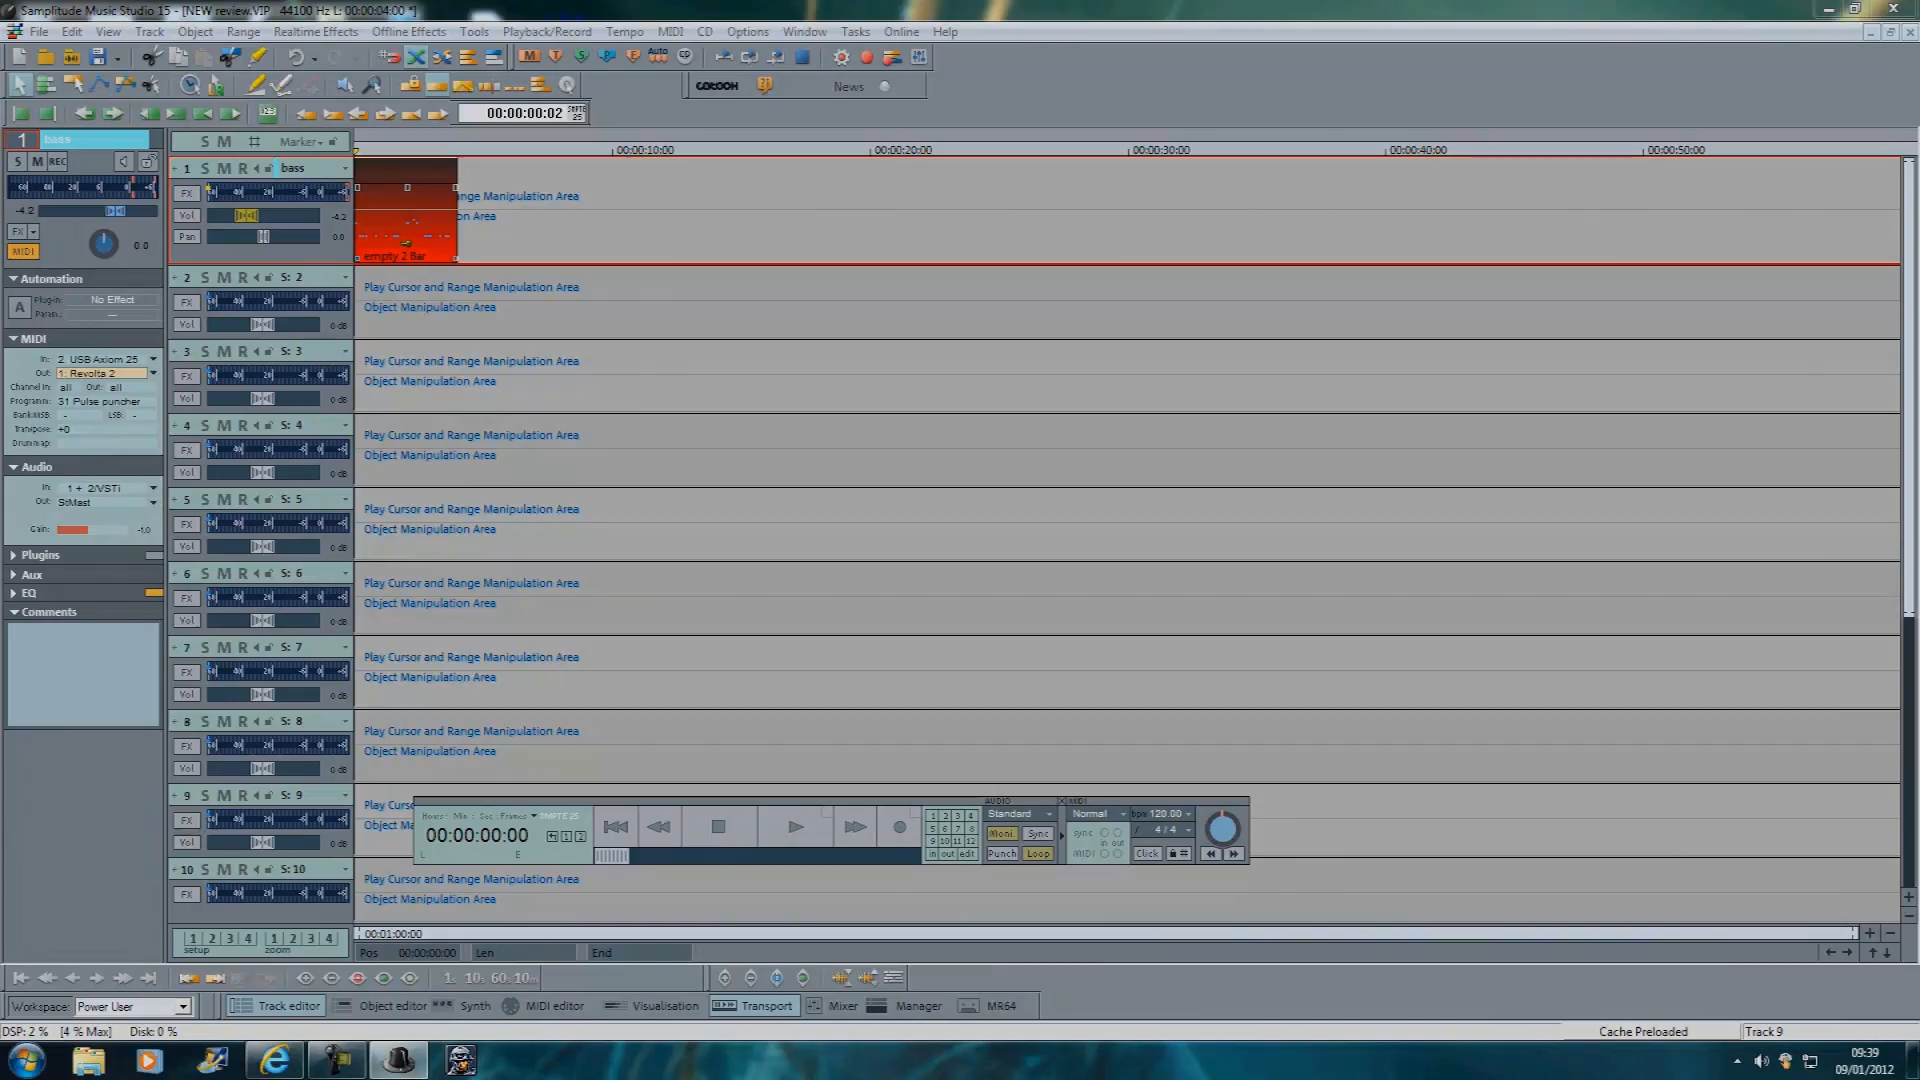 Samplitude Music Studio 15 - [NEW review.VIP  44100 Hz L: 00:00:04:00 *]
File Edit View Track Object Range Realtime Effects Offline Effects Tools Playback/Record Tempo MIDI CD Options Window Tasks Online Help
News
00:00:00:02
1 bass
S M Marker
00:00:10:00 00:00:20:00 00:00:30:00 00:00:40:00 00:00:50:00
S M REC
1 S M R bass
FX
Vol -4.2
Pan 0.0
-4.2
FX
MIDI
0.0
nge Manipulation Area
on Area
empty 2 Bar
Automation
A Plug-in: No Effect
Param.: —
MIDI
In: 2. USB Axiom 25
Out: 1: Revolta 2
Channel In: all Out: all
Programm: 31 Pulse puncher
Bank MSB: - LSB: -
Transpose: +0
Drummap:
Audio
In: 1 + 2/VSTi
Out: StMast
Gain: -1.0
Plugins
Aux
EQ
Comments
2 S M R S: 2
FX
Vol 0 dB
Play Cursor and Range Manipulation Area
Object Manipulation Area
3 S M R S: 3
FX
Vol 0 dB
Play Cursor and Range Manipulation Area
Object Manipulation Area
4 S M R S: 4
FX
Vol 0 dB
Play Cursor and Range Manipulation Area
Object Manipulation Area
5 S M R S: 5
FX
Vol 0 dB
Play Cursor and Range Manipulation Area
Object Manipulation Area
6 S M R S: 6
FX
Vol 0 dB
Play Cursor and Range Manipulation Area
Object Manipulation Area
7 S M R S: 7
FX
Vol 0 dB
Play Cursor and Range Manipulation Area
Object Manipulation Area
8 S M R S: 8
FX
Vol 0 dB
Play Cursor and Range Manipulation Area
Object Manipulation Area
9 S M R S: 9
FX
Vol 0 dB
Play Curs
Object Ma
Hours : Min : Sec : Frames SMPTE 25
00:00:00:00
L E
1 2 3 4
5 6 7 8
9 10 11 12
in out edit
AUDIO
Standard
Moni. Sync
Punch Loop
MIDI
Normal bpm 120.00
sync in out 4 / 4
MIDI Click
10 S M R S: 10
FX
Play Cursor and Range Manipulation Area
Object Manipulation Area
1 2 3 4 1 2 3 4
setup zoom
00:01:00:00
Pos 00:00:00:00 Len End
1s 10s 60s 10m
Workspace: Power User
Track editor Object editor Synth MIDI editor Visualisation Transport Mixer Manager MR64
DSP: 2 % [4 % Max] Disk: 0 %
Cache Preloaded Track 9
09:39
09/01/2012